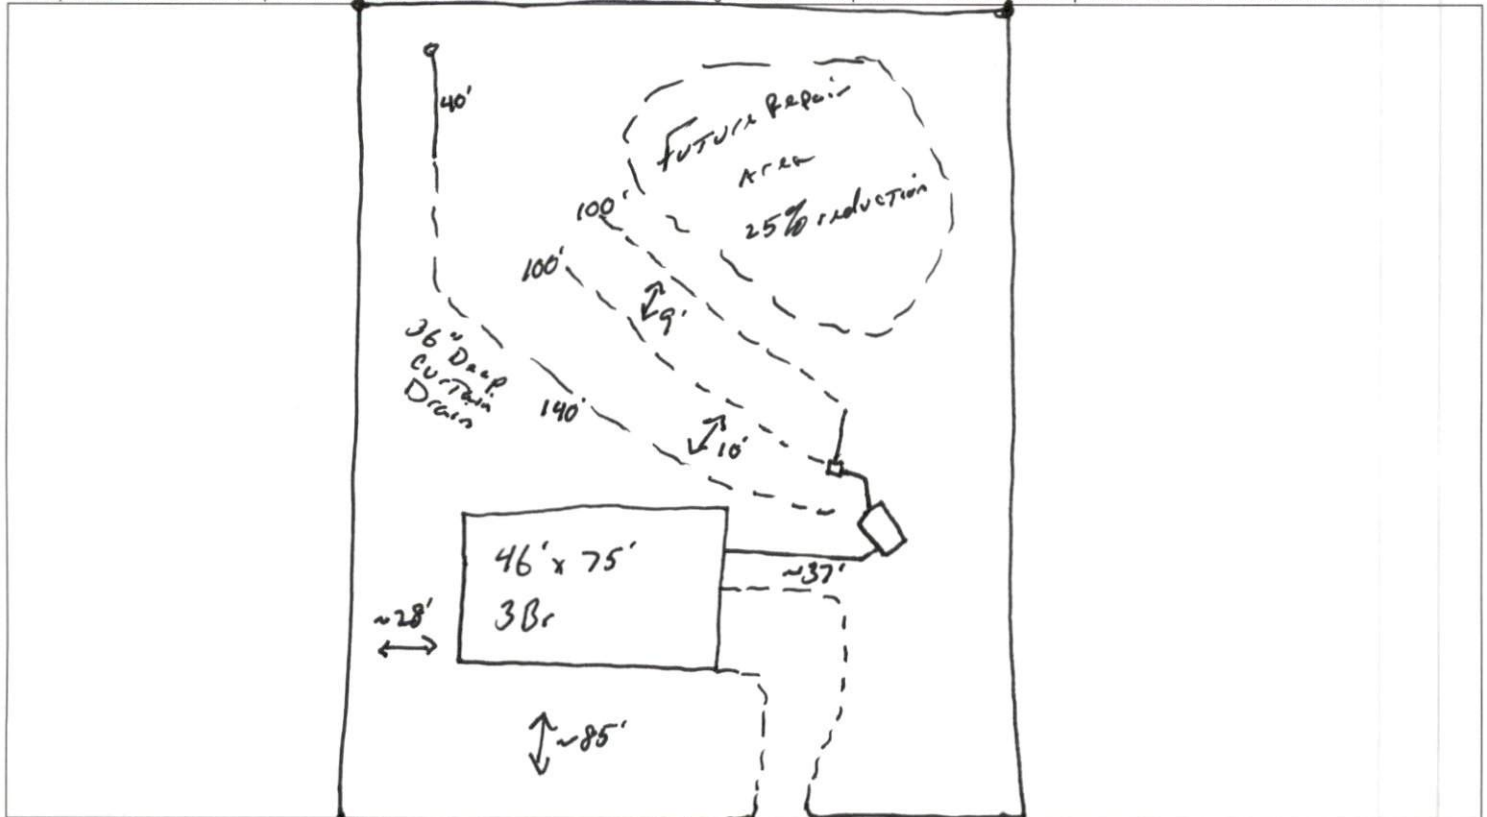 40'
Future Repair
Area
25% reduction
100'
100'
9'
36" Deep
Curtain
Drain
140'
10'
46' x 75'
3Br
~37'
~28'
~85'